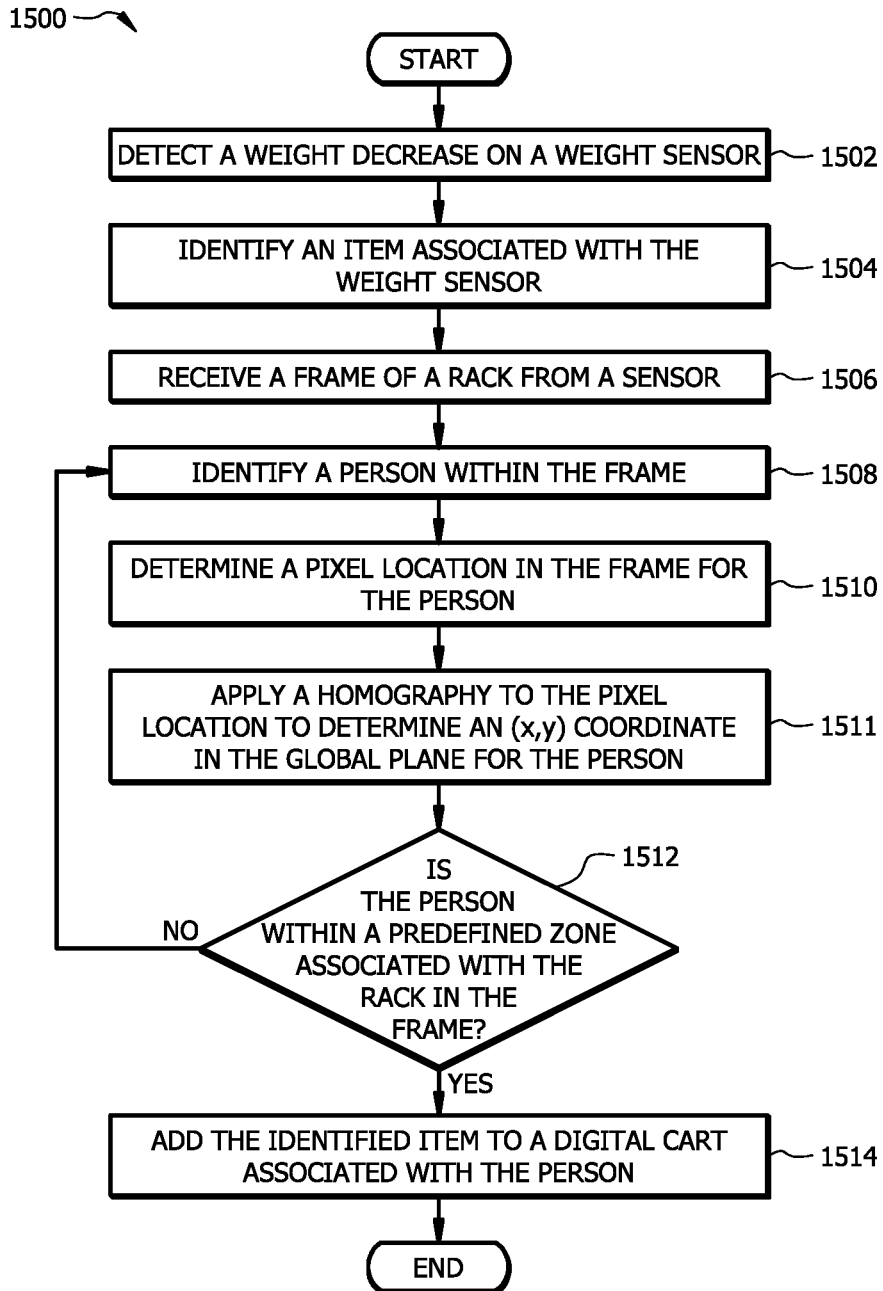 1500
START
DETECT A WEIGHT DECREASE ON A WEIGHT SENSOR
1502
IDENTIFY AN ITEM ASSOCIATED WITH THE
WEIGHT SENSOR
1504
RECEIVE A FRAME OF A RACK FROM A SENSOR
1506
IDENTIFY A PERSON WITHIN THE FRAME
1508
DETERMINE A PIXEL LOCATION IN THE FRAME FOR
THE PERSON
1510
APPLY A HOMOGRAPHY TO THE PIXEL
LOCATION TO DETERMINE AN (x,y) COORDINATE
IN THE GLOBAL PLANE FOR THE PERSON
1511
IS
THE PERSON
WITHIN A PREDEFINED ZONE
ASSOCIATED WITH THE
RACK IN THE
FRAME?
1512
NO
YES
ADD THE IDENTIFIED ITEM TO A DIGITAL CART
ASSOCIATED WITH THE PERSON
1514
END